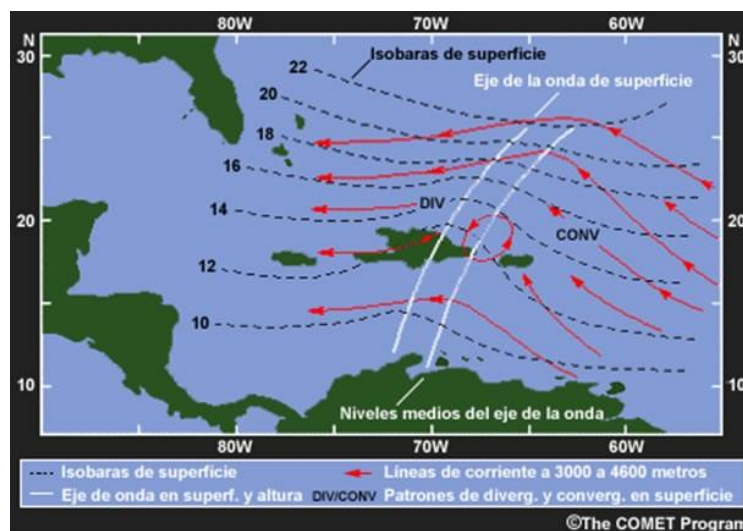 80W 70W 60W
N N
30 30
Isobaras de superficie
22
Eje de la onda de superficie
20
18
16
14 DIV
20 20
CONV
12
10
10 10
Niveles medios del eje de la onda
80W 70W 60W
Isobaras de superficie Líneas de corriente a 3000 a 4600 metros
Eje de onda en superf. y altura DIV/CONV Patrones de diverg. y converg. en superficie
©The COMET Program